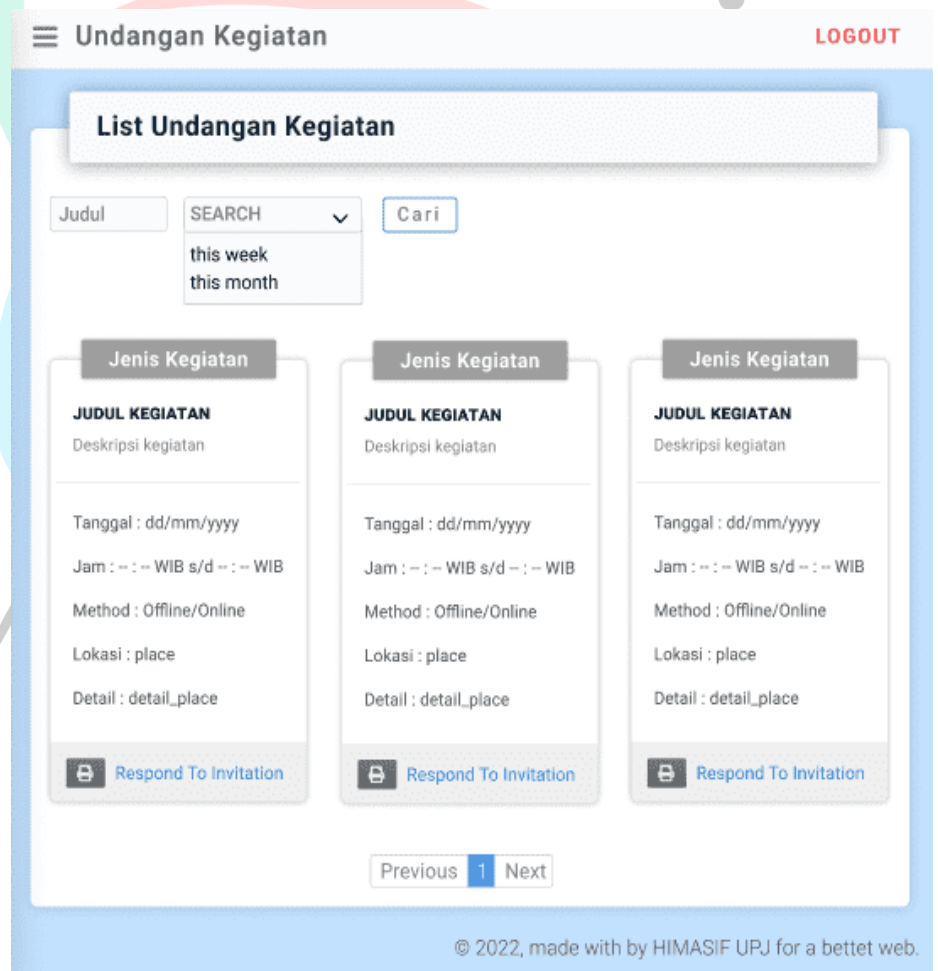 Undangan Kegiatan
LOGOUT
List Undangan Kegiatan
Judul
SEARCH
Cari
this week
this month
Jenis Kegiatan
JUDUL KEGIATAN
Deskripsi kegiatan
Tanggal : dd/mm/yyyy
Jam : -- : -- WIB s/d -- : -- WIB
Method : Offline/Online
Lokasi : place
Detail : detail_place
Respond To Invitation
Jenis Kegiatan
JUDUL KEGIATAN
Deskripsi kegiatan
Tanggal : dd/mm/yyyy
Jam : -- : -- WIB s/d -- : -- WIB
Method : Offline/Online
Lokasi : place
Detail : detail_place
Respond To Invitation
Jenis Kegiatan
JUDUL KEGIATAN
Deskripsi kegiatan
Tanggal : dd/mm/yyyy
Jam : -- : -- WIB s/d -- : -- WIB
Method : Offline/Online
Lokasi : place
Detail : detail_place
Respond To Invitation
Previous 1 Next
© 2022, made with by HIMASIF UPJ for a bettet web.